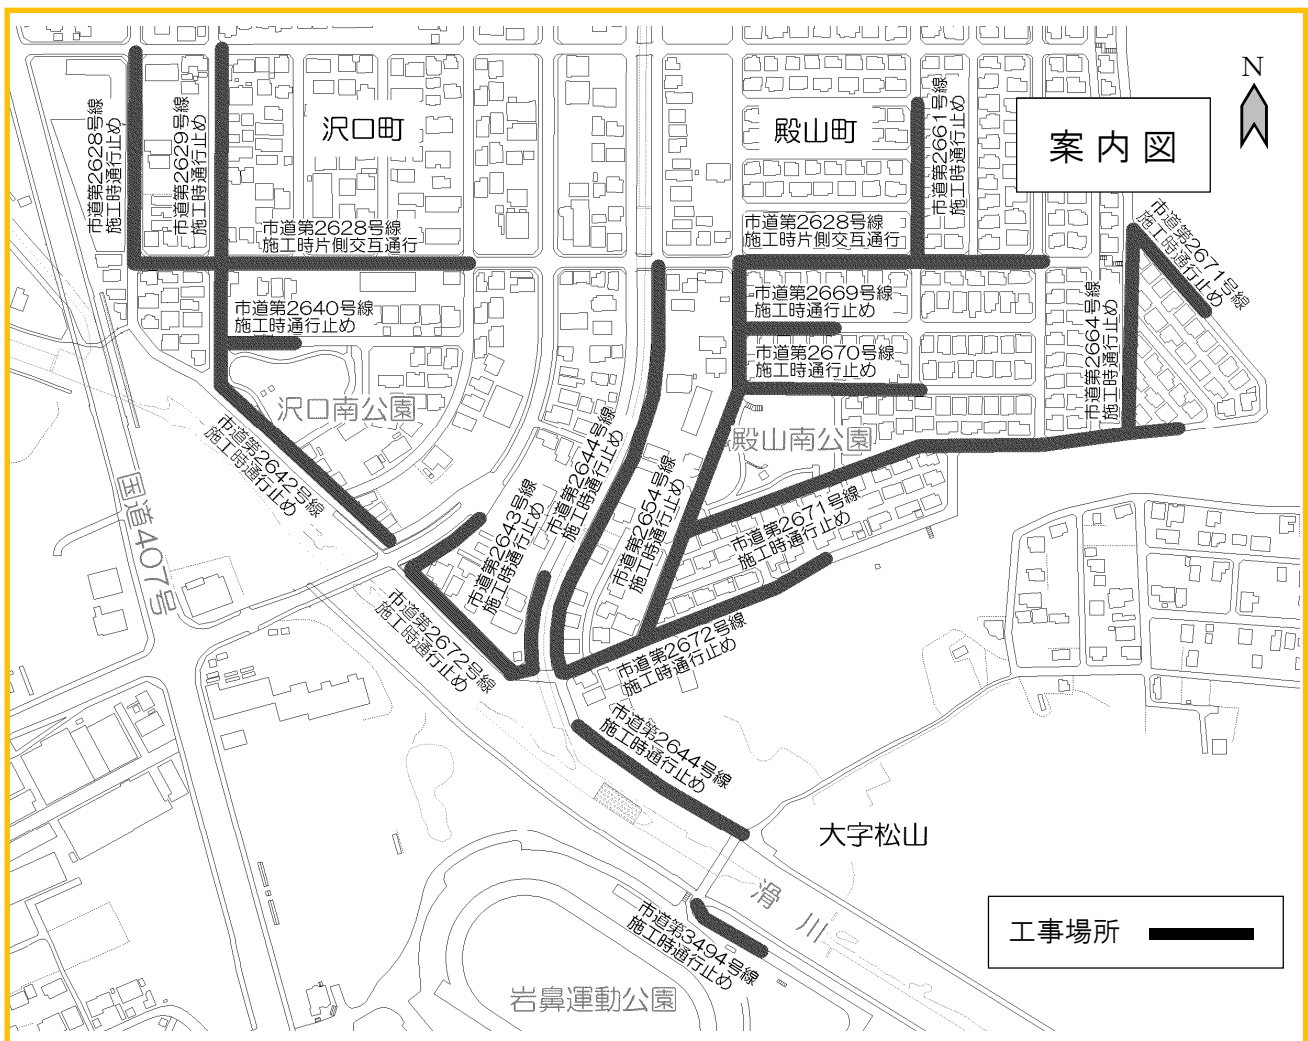 N
案内図
沢口町
殿山町
市道第2628号線
施工時通行止め
市道第2629号線
施工時通行止め
市道第2661号線
施工時通行止め
市道第2628号線
施工時片側交互通行
市道第2628号線
施工時片側交互通行
市道第2671号線
施工時通行止め
市道第2640号線
施工時通行止め
市道第2669号線
施工時通行止め
市道第2664号線
施工時通行止め
市道第2670号線
施工時通行止め
沢口南公園
殿山南公園
市道第2642号線
施工時通行止め
市道第2644号線
施工時通行止め
市道第2654号線
施工時通行止め
国道407号
市道第2643号線
施工時通行止め
市道第2671号線
施工時通行止め
市道第2672号線
施工時通行止め
市道第2672号線
施工時通行止め
市道第2644号線
施工時通行止め
大字松山
滑川
市道第3494号線
施工時通行止め
工事場所
岩鼻運動公園